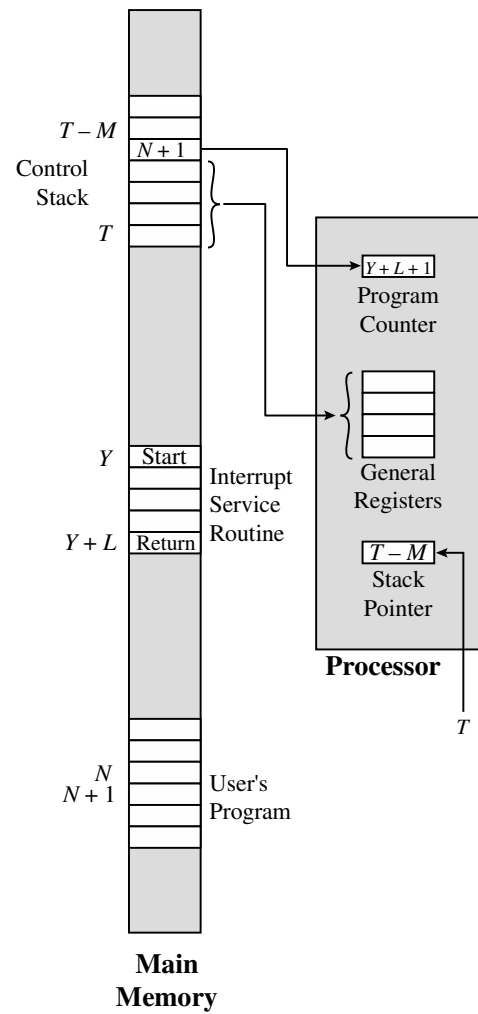 T – M
N + 1
Control
Stack
T
Y + L + 1
Program
Counter
Y
Start
Interrupt
Service
Routine
General
Registers
Y + L
Return
T – M
Stack
Pointer
Processor
T
N
N + 1
User's
Program
Main
Memory